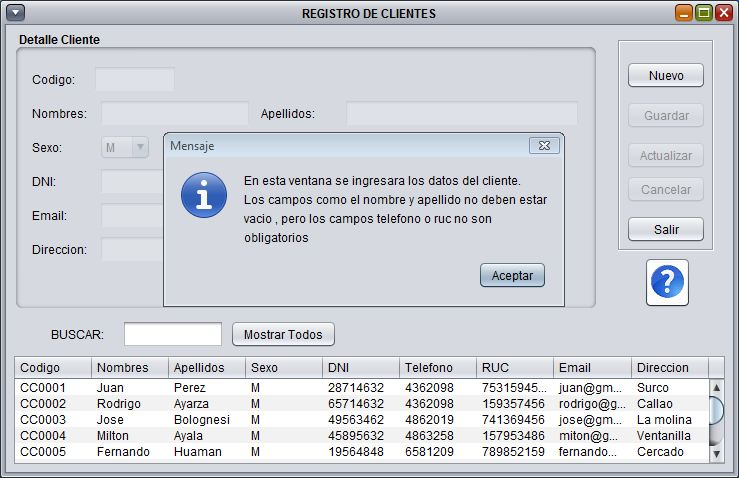 REGISTRO DE CLIENTES
Detalle Cliente
Codigo:
Nombres: Apellidos:
Sexo: M
DNI:
Email:
Direccion:
Nuevo
Guardar
Actualizar
Cancelar
Salir
?
Mensaje
i
En esta ventana se ingresara los datos del cliente.
Los campos como el nombre y apellido no deben estar
vacio , pero los campos telefono o ruc no son
obligatorios
Aceptar
BUSCAR: Mostrar Todos
Codigo Nombres Apellidos Sexo DNI Telefono RUC Email Direccion
CC0001 Juan Perez M 28714632 4362098 75315945... juan@gm... Surco
CC0002 Rodrigo Ayarza M 65714632 4362098 159357456 rodrigo@g... Callao
CC0003 Jose Bolognesi M 49563462 4862019 741369456 jose@gm... La molina
CC0004 Milton Ayala M 45895632 4863258 157953486 miton@g... Ventanilla
CC0005 Fernando Huaman M 19564848 6581209 789852159 fernando... Cercado